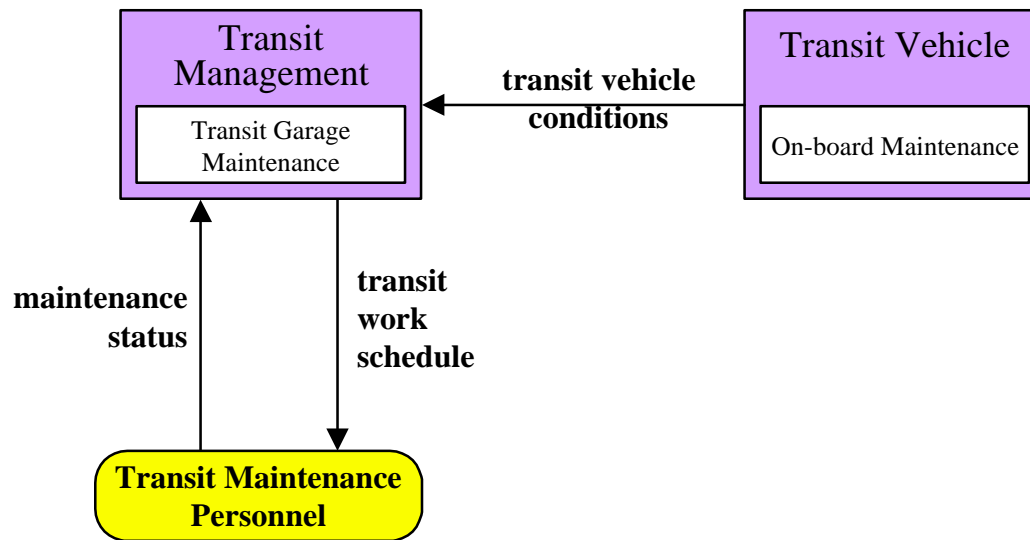 Transit
Management
Transit Garage
Maintenance
transit vehicle
conditions
Transit Vehicle
On-board Maintenance
maintenance
status
transit
work
schedule
Transit Maintenance
Personnel